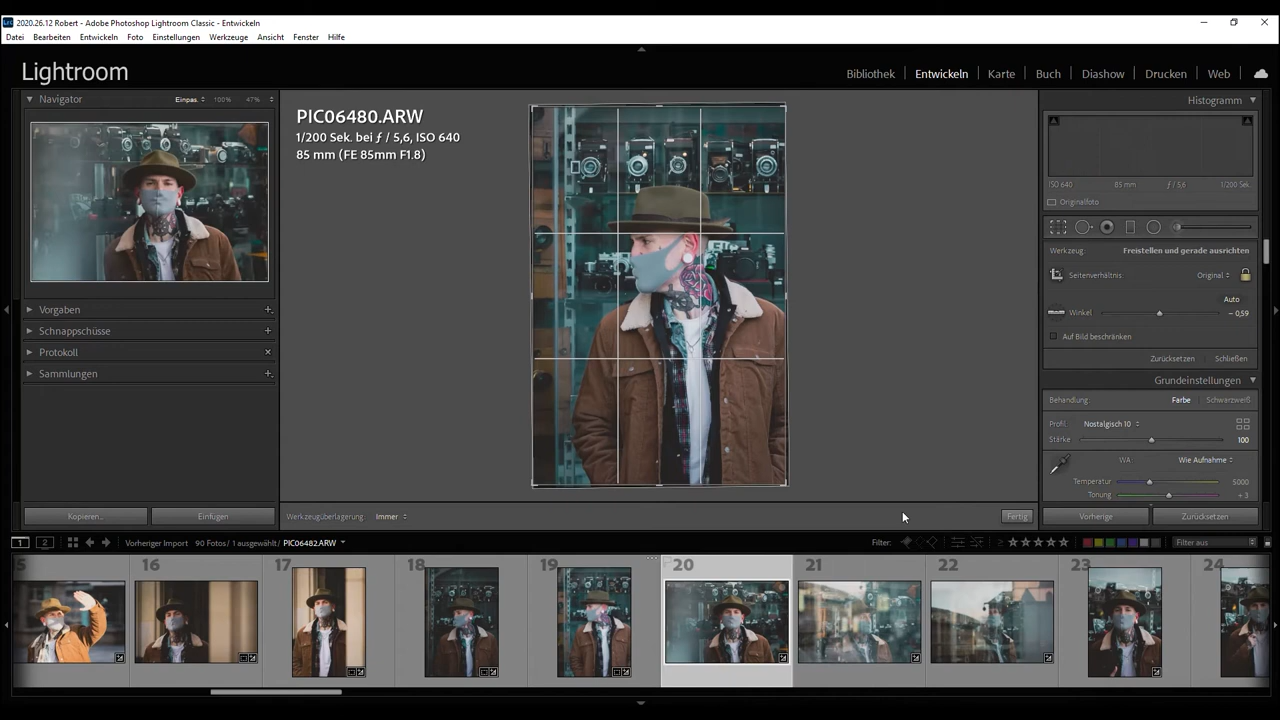 2020.26.12 Robert - Adobe Photoshop Lightroom Classic - Entwickeln
Datei Bearbeiten Entwickeln Foto Einstellungen Werkzeuge Ansicht Fenster Hilfe
Lightroom
Bibliothek Entwickeln Karte Buch Diashow Drucken Web
Navigator Einpas. 100% 47%
Vorgaben
Schnappschüsse
Protokoll
Sammlungen
Kopieren... Einfügen
PIC06480.ARW
1/200 Sek. bei ƒ / 5,6, ISO 640
85 mm (FE 85mm F1.8)
Werkzeugüberlagerung: Immer Fertig
Histogramm
ISO 640 85 mm ƒ / 5,6 1/200 Sek.
Originalfoto
Werkzeug: Freistellen und gerade ausrichten
Seitenverhältnis: Original
Auto
Winkel - 0,59
Auf Bild beschränken
Zurücksetzen Schließen
Grundeinstellungen
Behandlung: Farbe Schwarzweiß
Profil: Nostalgisch 10
Stärke 100
WA: Wie Aufnahme
Temperatur 5000
Tonung + 3
Vorherige Zurücksetzen
1 2 Vorheriger Import 90 Fotos / 1 ausgewählt / PIC06482.ARW Filter: Filter aus
5 16 17 18 19 20 21 22 23 24